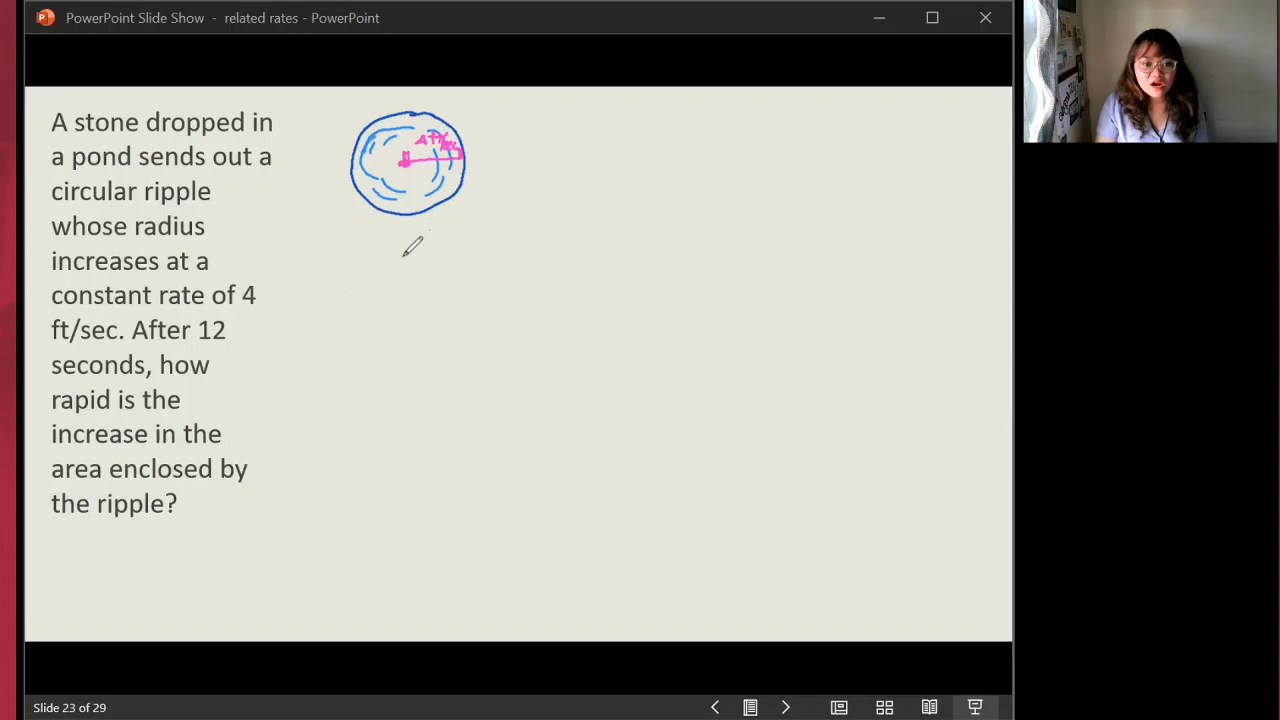 PowerPoint Slide Show - related rates - PowerPoint
A stone dropped in
a pond sends out a
circular ripple
whose radius
increases at a
constant rate of 4
ft/sec. After 12
seconds, how
rapid is the
increase in the
area enclosed by
the ripple?
Slide 23 of 29